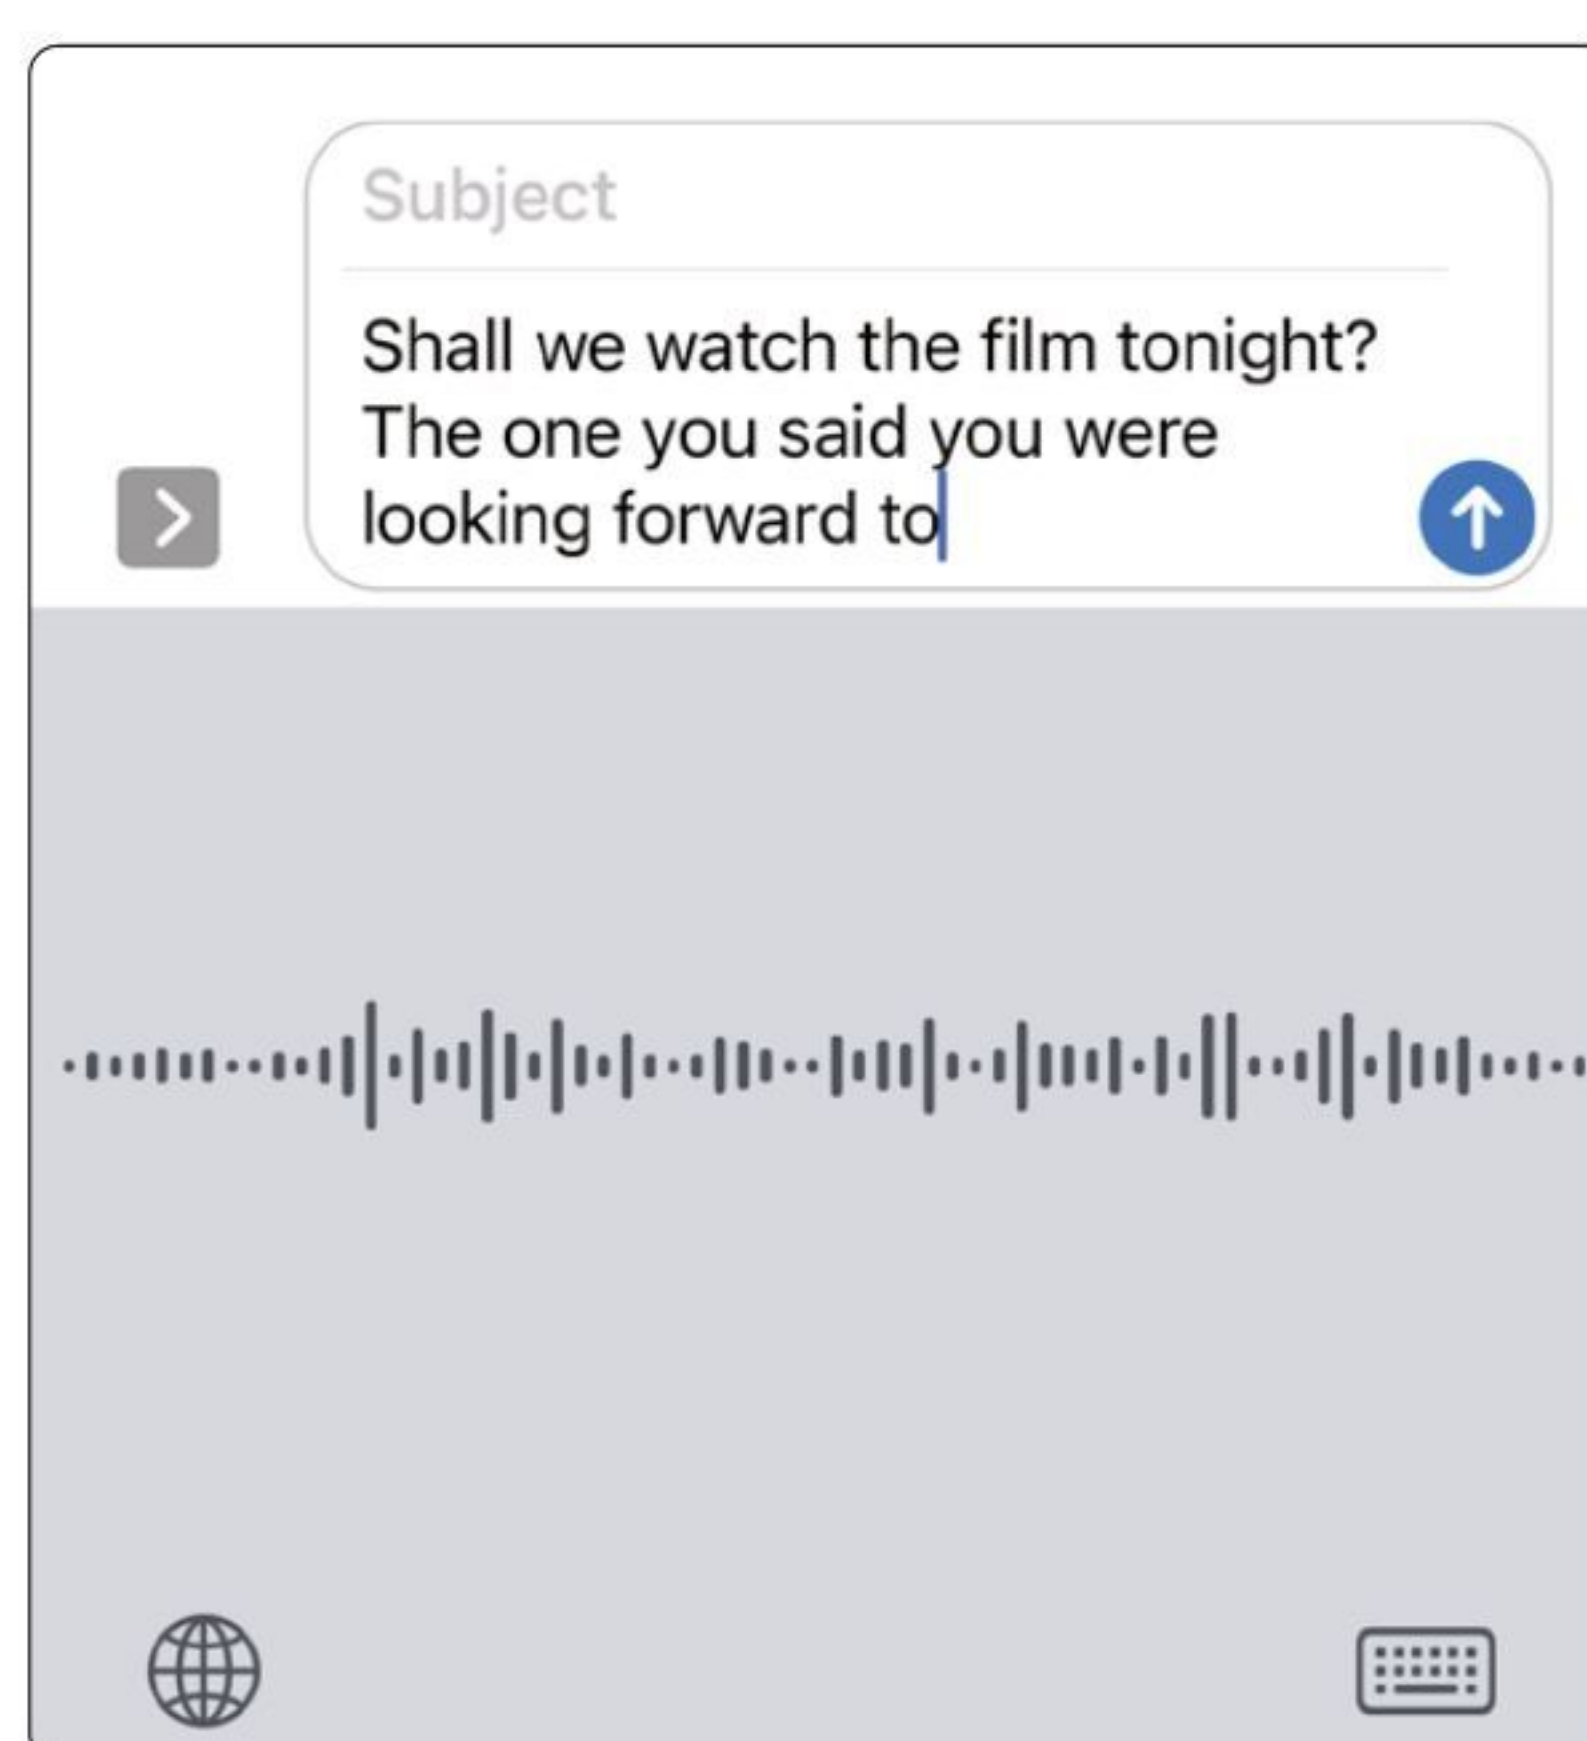 Subject
Shall we watch the film tonight?
The one you said you were
looking forward to